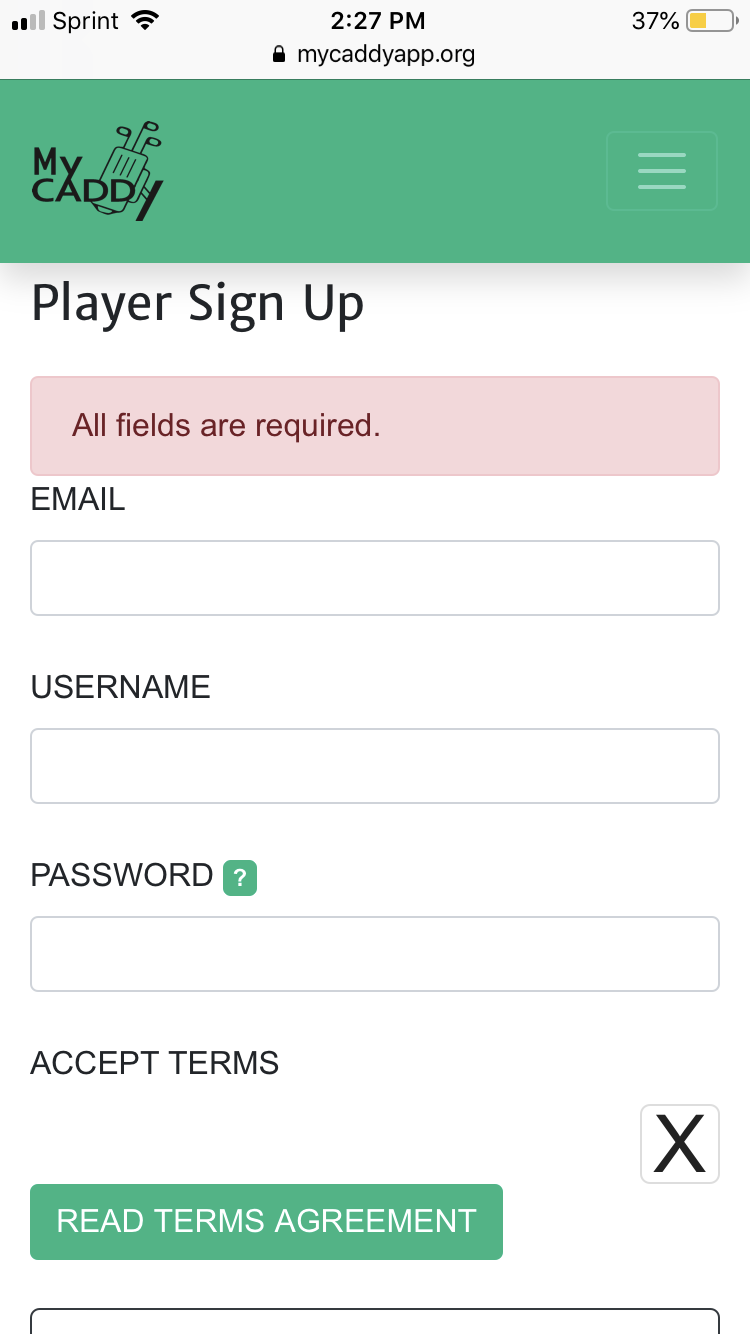 Sprint 2:27 PM 37%
mycaddyapp.org
My
CADDy
Player Sign Up
All fields are required.
EMAIL
USERNAME
PASSWORD ?
ACCEPT TERMS
X
READ TERMS AGREEMENT